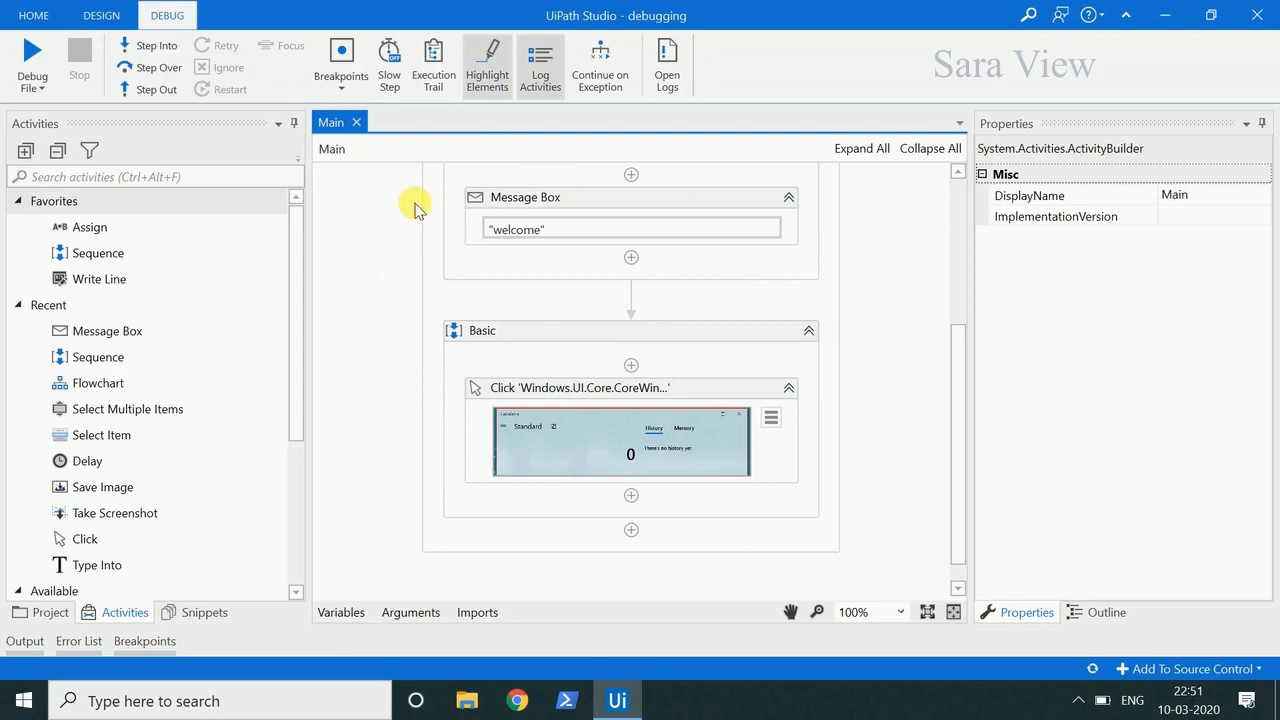 HOME
DESIGN
DEBUG
UiPath Studio - debugging
Debug
File
Stop
Step Into
Step Over
Step Out
Retry
Ignore
Restart
Focus
Breakpoints
Slow
Step
Execution
Trail
Highlight
Elements
Log
Activities
Continue on
Exception
Open
Logs
Sara View
Activities
Search activities (Ctrl+Alt+F)
Favorites
A+B Assign
Sequence
Write Line
Recent
Message Box
Sequence
Flowchart
Select Multiple Items
Select Item
Delay
Save Image
Take Screenshot
Click
T Type Into
Available
Project
Activities
Snippets
Main
Main
Expand All
Collapse All
Message Box
"welcome"
Basic
Click 'Windows.UI.Core.CoreWin...'
Calculator
Standard
History
Memory
0
There's no history yet
Variables
Arguments
Imports
100%
Properties
System.Activities.ActivityBuilder
Misc
DisplayName
Main
ImplementationVersion
Properties
Outline
Output
Error List
Breakpoints
Add To Source Control
Type here to search
Ui
ENG
22:51
10-03-2020